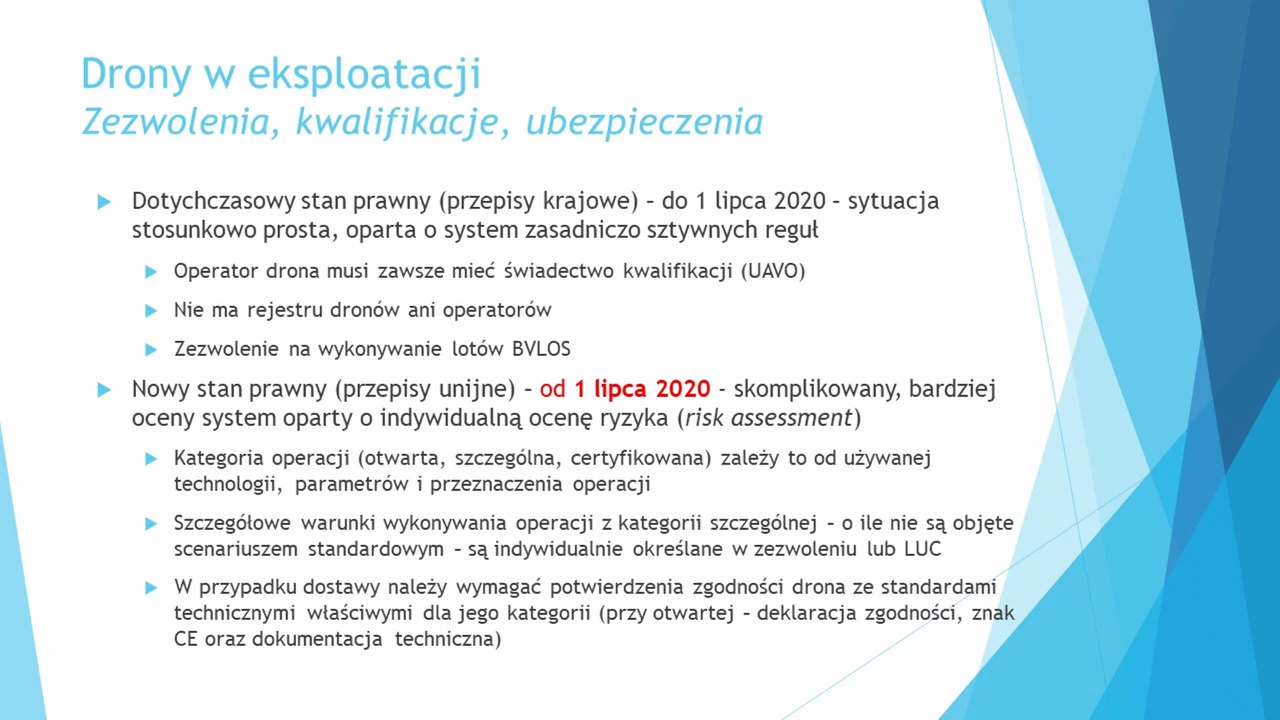 Drony w eksploatacji
Zezwolenia, kwalifikacje, ubezpieczenia
Dotychczasowy stan prawny (przepisy krajowe) – do 1 lipca 2020 – sytuacja
stosunkowo prosta, oparta o system zasadniczo sztywnych reguł
Operator drona musi zawsze mieć świadectwo kwalifikacji (UAVO)
Nie ma rejestru dronów ani operatorów
Zezwolenie na wykonywanie lotów BVLOS
Nowy stan prawny (przepisy unijne) – od 1 lipca 2020 - skomplikowany, bardziej
oceny system oparty o indywidualną ocenę ryzyka (risk assessment)
Kategoria operacji (otwarta, szczególna, certyfikowana) zależy to od używanej
technologii, parametrów i przeznaczenia operacji
Szczegółowe warunki wykonywania operacji z kategorii szczególnej – o ile nie są objęte
scenariuszem standardowym – są indywidualnie określane w zezwoleniu lub LUC
W przypadku dostawy należy wymagać potwierdzenia zgodności drona ze standardami
technicznymi właściwymi dla jego kategorii (przy otwartej – deklaracja zgodności, znak
CE oraz dokumentacja techniczna)